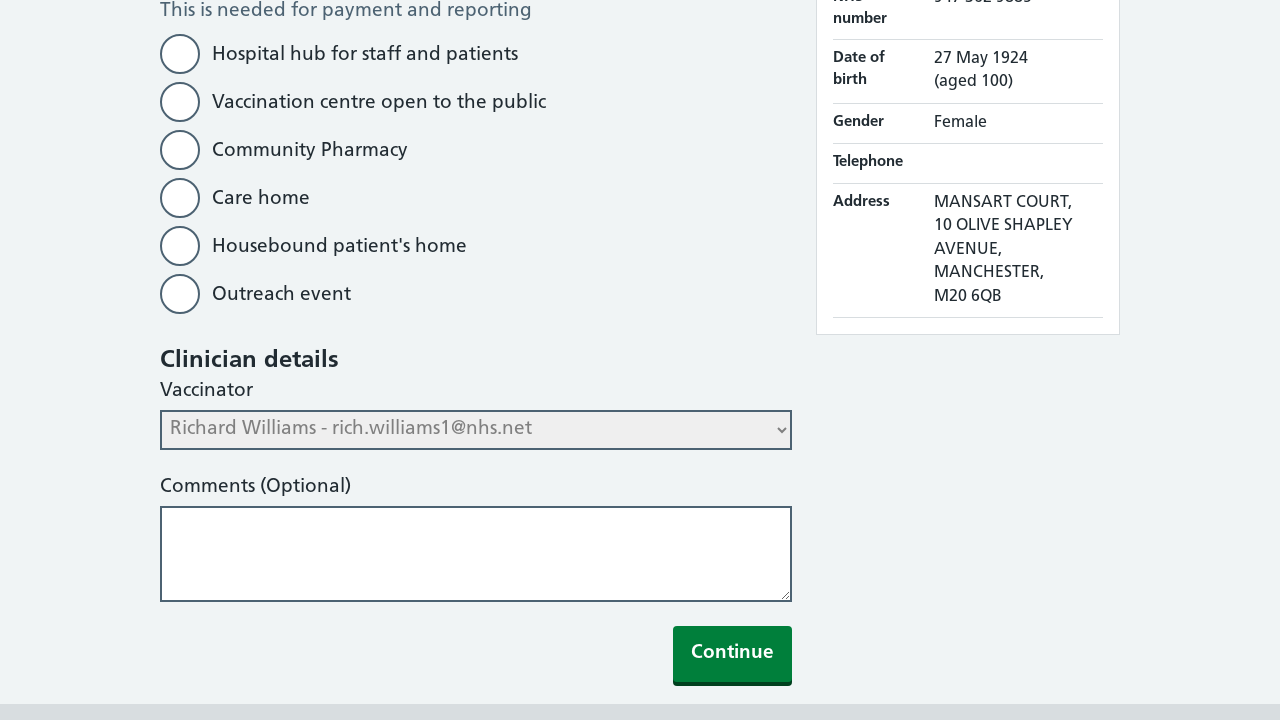 This is needed for payment and reporting
Hospital hub for staff and patients
Vaccination centre open to the public
Community Pharmacy
Care home
Housebound patient's home
Outreach event
Clinician details
Vaccinator
Richard Williams - rich.williams1@nhs.net
Comments (Optional)
Continue
number
Date of birth
27 May 1924
(aged 100)
Gender
Female
Telephone
Address
MANSART COURT,
10 OLIVE SHAPLEY
AVENUE,
MANCHESTER,
M20 6QB